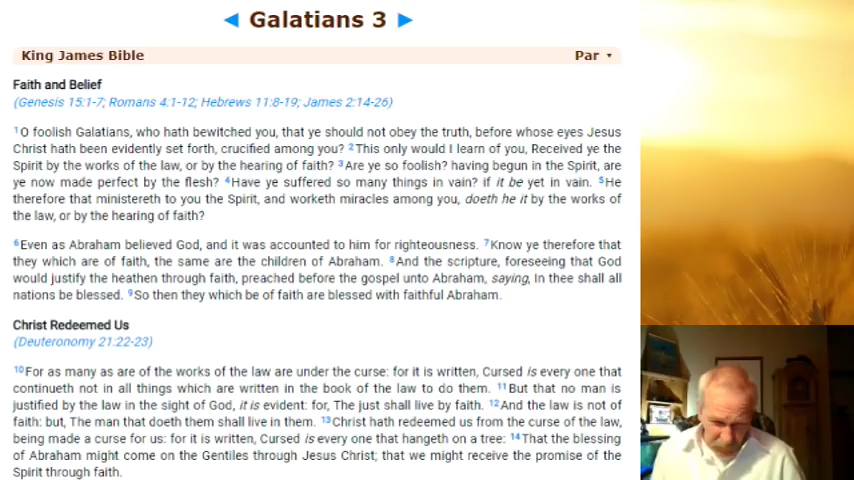 ◄ Galatians 3 ►
King James Bible Par ▾
Faith and Belief
(Genesis 15:1-7; Romans 4:1-12; Hebrews 11:8-19; James 2:14-26)
1O foolish Galatians, who hath bewitched you, that ye should not obey the truth, before whose eyes Jesus
Christ hath been evidently set forth, crucified among you? 2This only would I learn of you, Received ye the
Spirit by the works of the law, or by the hearing of faith? 3Are ye so foolish? having begun in the Spirit, are
ye now made perfect by the flesh? 4Have ye suffered so many things in vain? if it be yet in vain. 5He
therefore that ministereth to you the Spirit, and worketh miracles among you, doeth he it by the works of
the law, or by the hearing of faith?
6Even as Abraham believed God, and it was accounted to him for righteousness. 7Know ye therefore that
they which are of faith, the same are the children of Abraham. 8And the scripture, foreseeing that God
would justify the heathen through faith, preached before the gospel unto Abraham, saying, In thee shall all
nations be blessed. 9So then they which be of faith are blessed with faithful Abraham.
Christ Redeemed Us
(Deuteronomy 21:22-23)
10For as many as are of the works of the law are under the curse: for it is written, Cursed is every one that
continueth not in all things which are written in the book of the law to do them. 11But that no man is
justified by the law in the sight of God, it is evident: for, The just shall live by faith. 12And the law is not of
faith: but, The man that doeth them shall live in them. 13Christ hath redeemed us from the curse of the law,
being made a curse for us: for it is written, Cursed is every one that hangeth on a tree: 14That the blessing
of Abraham might come on the Gentiles through Jesus Christ; that we might receive the promise of the
Spirit through faith.